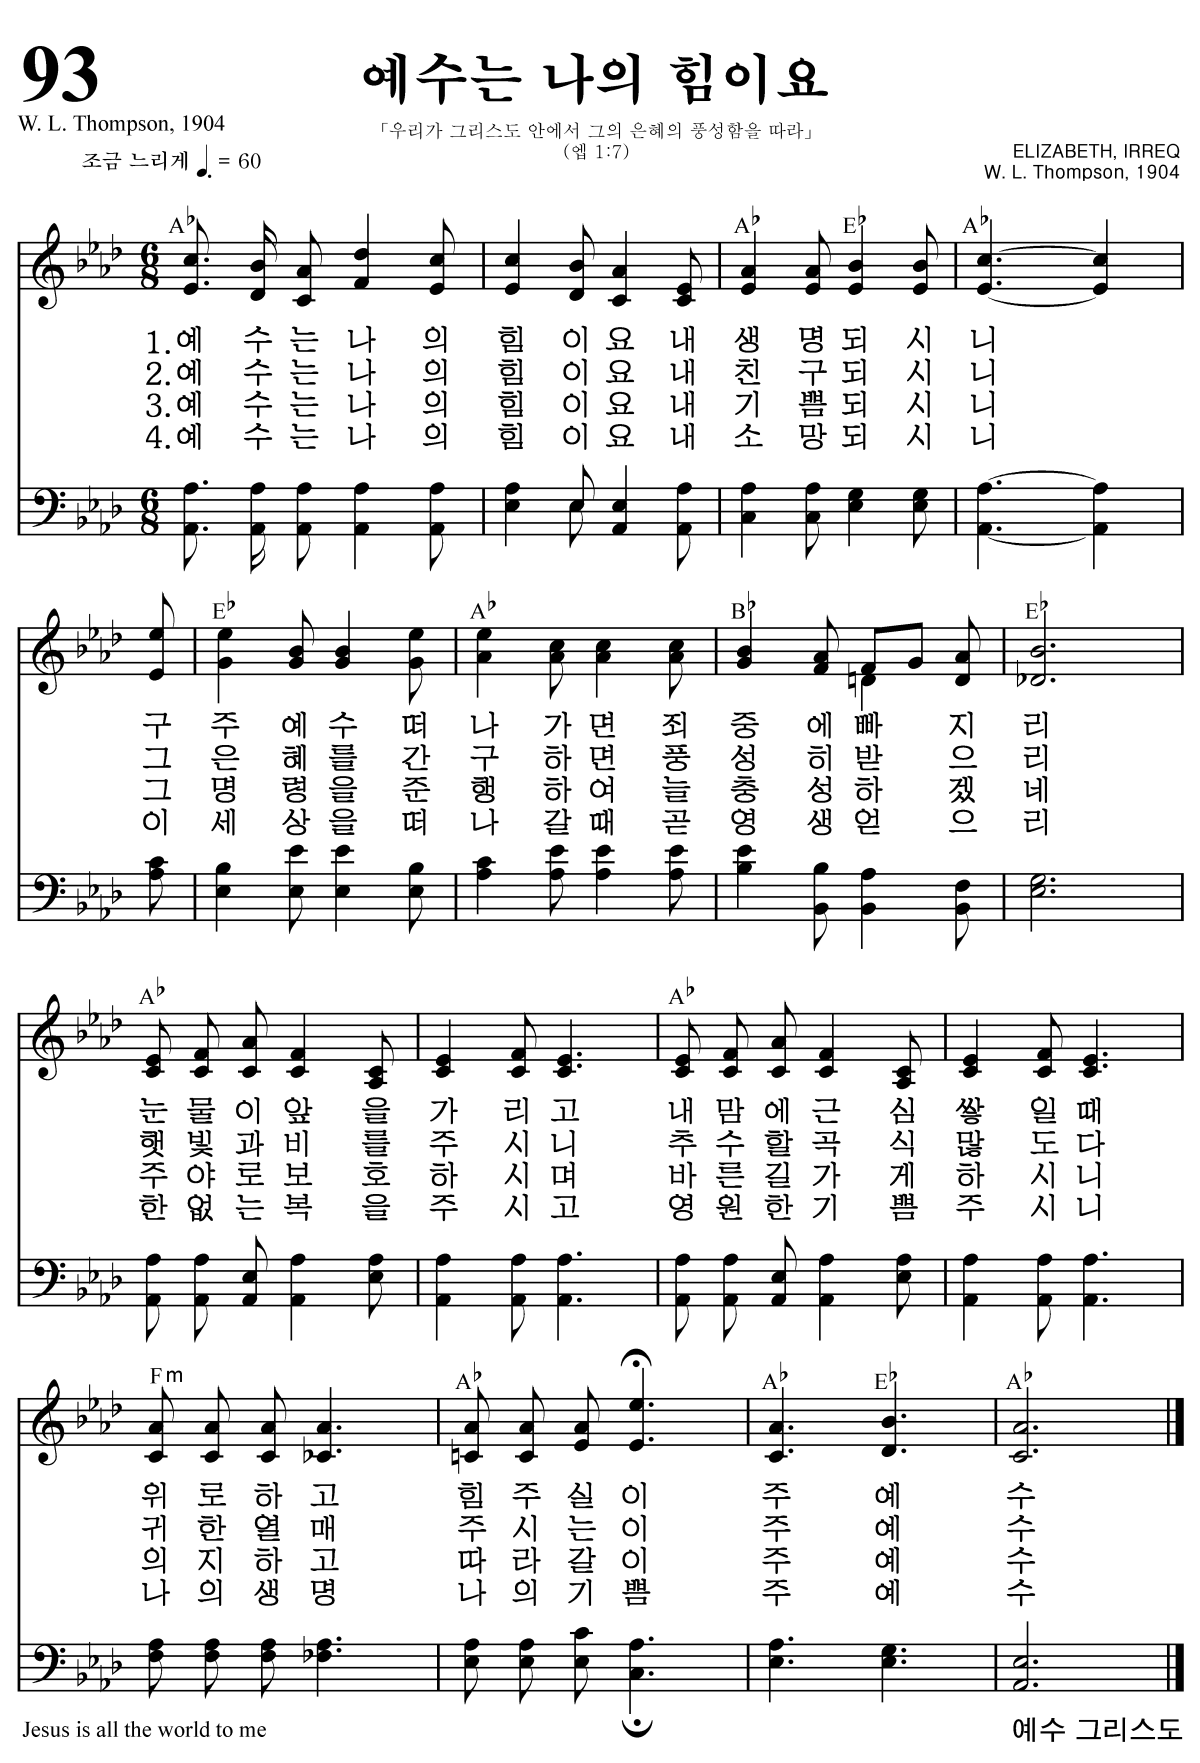 93
예수는 나의 힘이요
W. L. Thompson, 1904
「우리가 그리스도 안에서 그의 은혜의 풍성함을 따라」
(엡 1:7)
조금 느리게 ♩. = 60
ELIZABETH, IRREQ
W. L. Thompson, 1904
A♭ A♭ E♭ A♭
6 8
1.예 수 는 나 의 힘 이 요 내 생 명 되 시 니
2.예 수 는 나 의 힘 이 요 내 친 구 되 시 니
3.예 수 는 나 의 힘 이 요 내 기 쁨 되 시 니
4.예 수 는 나 의 힘 이 요 내 소 망 되 시 니
6 8
E♭ A♭ B♭ E♭
구 주 예 수 떠 나 가 면 죄 중 에 빠 지 리
그 은 혜 를 간 구 하 면 풍 성 히 받 으 리
그 명 령 을 준 행 하 여 늘 충 성 하 겠 네
이 세 상 을 떠 나 갈 때 곧 영 생 얻 으 리
A♭ A♭
눈 물 이 앞 을 가 리 고 내 맘 에 근 심 쌓 일 때
햇 빛 과 비 를 주 시 니 추 수 할 곡 식 많 도 다
주 야 로 보 호 하 시 며 바 른 길 가 게 하 시 니
한 없 는 복 을 주 시 고 영 원 한 기 쁨 주 시 니
Fm A♭ A♭ E♭ A♭
위 로 하 고 힘 주 실 이 주 예 수
귀 한 열 매 주 시 는 이 주 예 수
의 지 하 고 따 라 갈 이 주 예 수
나 의 생 명 나 의 기 쁨 주 예 수
Jesus is all the world to me
예수 그리스도